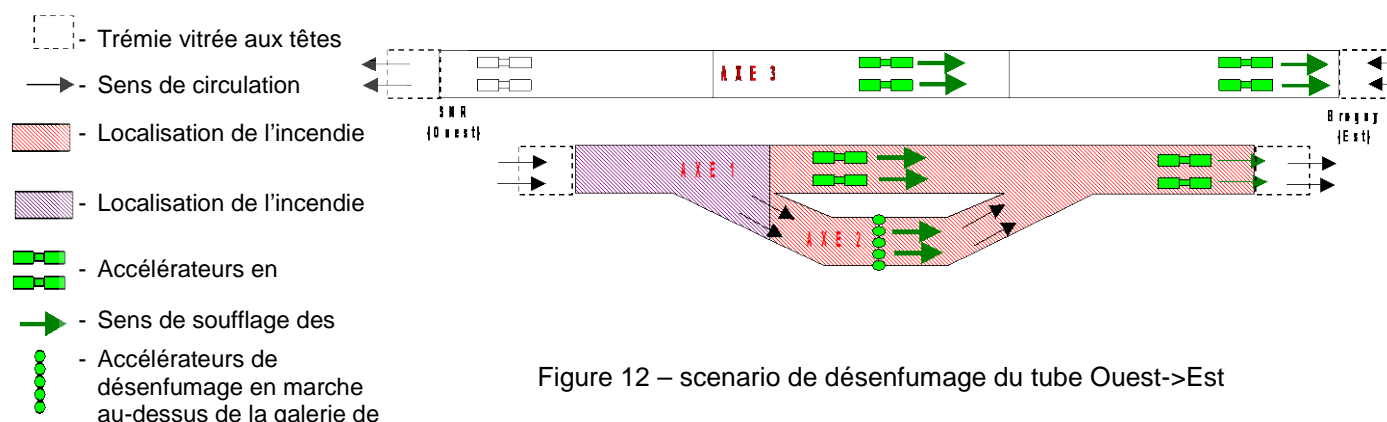 - Trémie vitrée aux têtes
- Sens de circulation
- Localisation de l'incendie
- Localisation de l'incendie
- Accélérateurs en
- Sens de soufflage des
- Accélérateurs de
désenfumage en marche
au-dessus de la galerie de
AXE 3
SNR
(Ouest)
Broguy
(Est)
AXE 1
AXE 2
Figure 12 – scenario de désenfumage du tube Ouest->Est